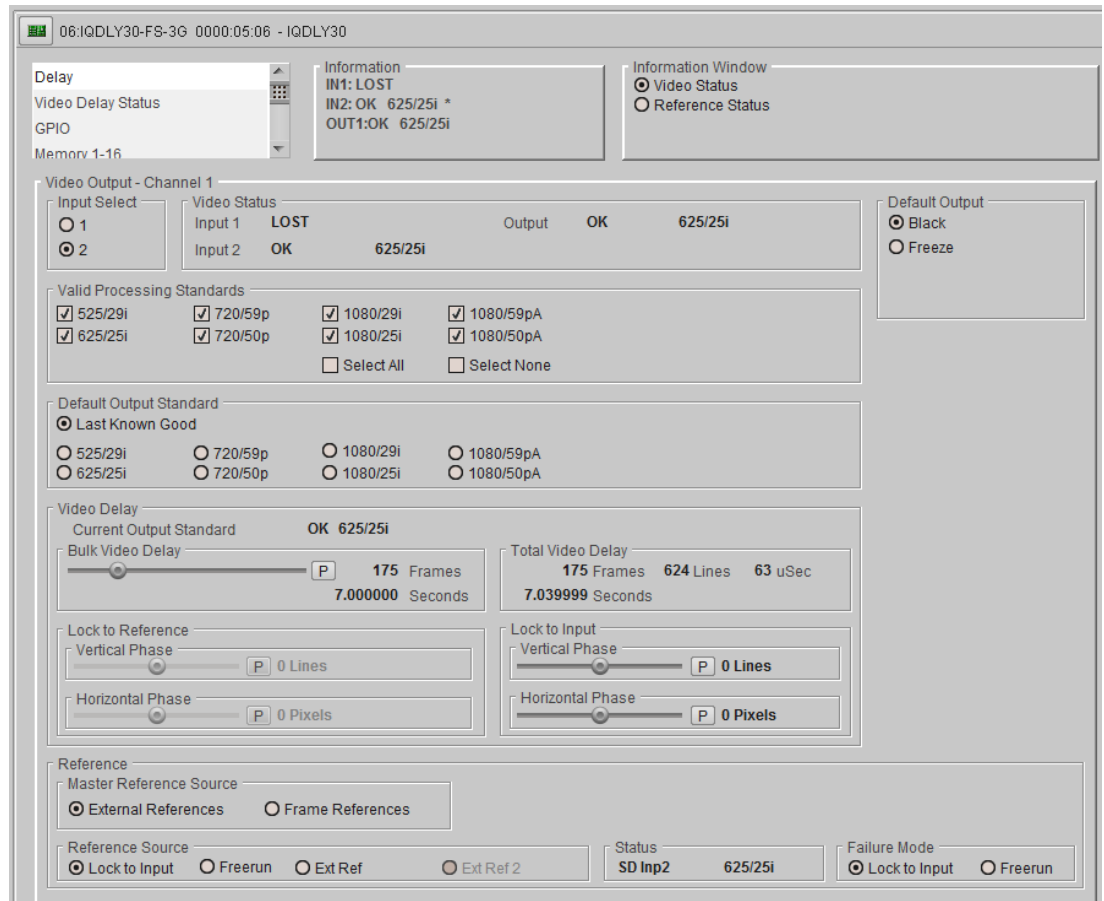 06:IQDLY30-FS-3G 0000:05:06 - IQDLY30
Delay
Video Delay Status
GPIO
Memory 1-16
Information
IN1: LOST
IN2: OK 625/25i *
OUT1:OK 625/25i
Information Window
Video Status
Reference Status
Video Output - Channel 1
Input Select
1
2
Video Status
Input 1 LOST Output OK 625/25i
Input 2 OK 625/25i
Default Output
Black
Freeze
Valid Processing Standards
525/29i 720/59p 1080/29i 1080/59pA
625/25i 720/50p 1080/25i 1080/50pA
Select All Select None
Default Output Standard
Last Known Good
525/29i 720/59p 1080/29i 1080/59pA
625/25i 720/50p 1080/25i 1080/50pA
Video Delay
Current Output Standard OK 625/25i
Bulk Video Delay
P 175 Frames
7.000000 Seconds
Total Video Delay
175 Frames 624 Lines 63 uSec
7.039999 Seconds
Lock to Reference
Vertical Phase
P 0 Lines
Horizontal Phase
P 0 Pixels
Lock to Input
Vertical Phase
P 0 Lines
Horizontal Phase
P 0 Pixels
Reference
Master Reference Source
External References Frame References
Reference Source
Lock to Input Freerun Ext Ref Ext Ref 2
Status
SD Inp2 625/25i
Failure Mode
Lock to Input Freerun